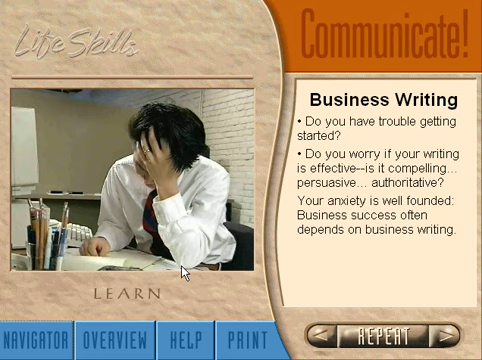 Life Skills
Communicate!
Business Writing
• Do you have trouble getting
started?
• Do you worry if your writing
is effective--is it compelling...
persuasive... authoritative?
Your anxiety is well founded:
Business success often
depends on business writing.
LEARN
NAVIGATOR
OVERVIEW
HELP
PRINT
REPEAT